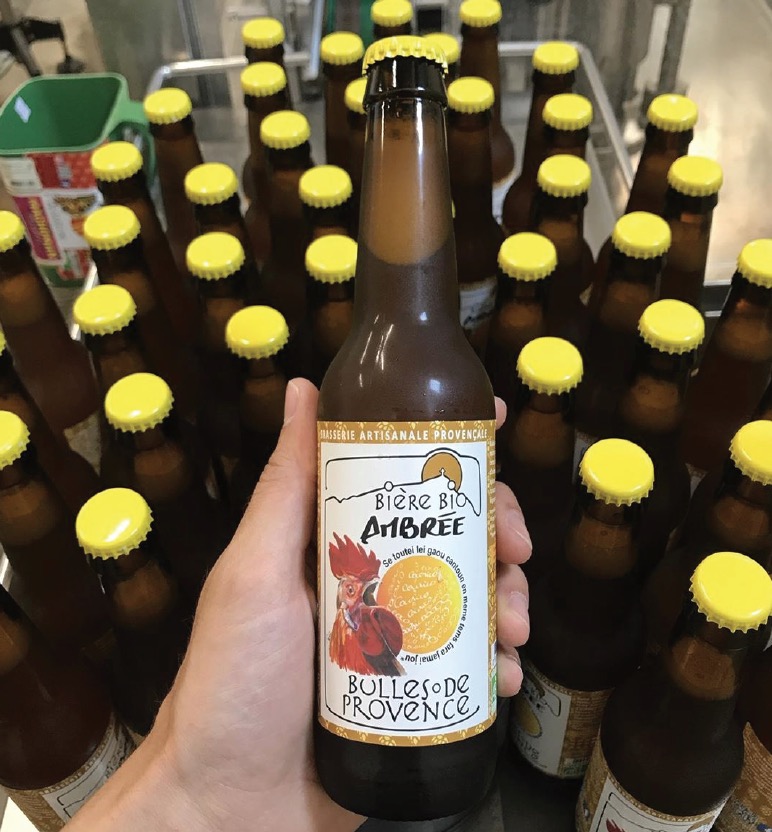 BRASSERIE ARTISANALE PROVENÇALE
BIÈRE BIO
AMBRÉE
Se toutei lei gaou cantoun en meme tems fara jamai jou"
BULLES DE
PROVENCE